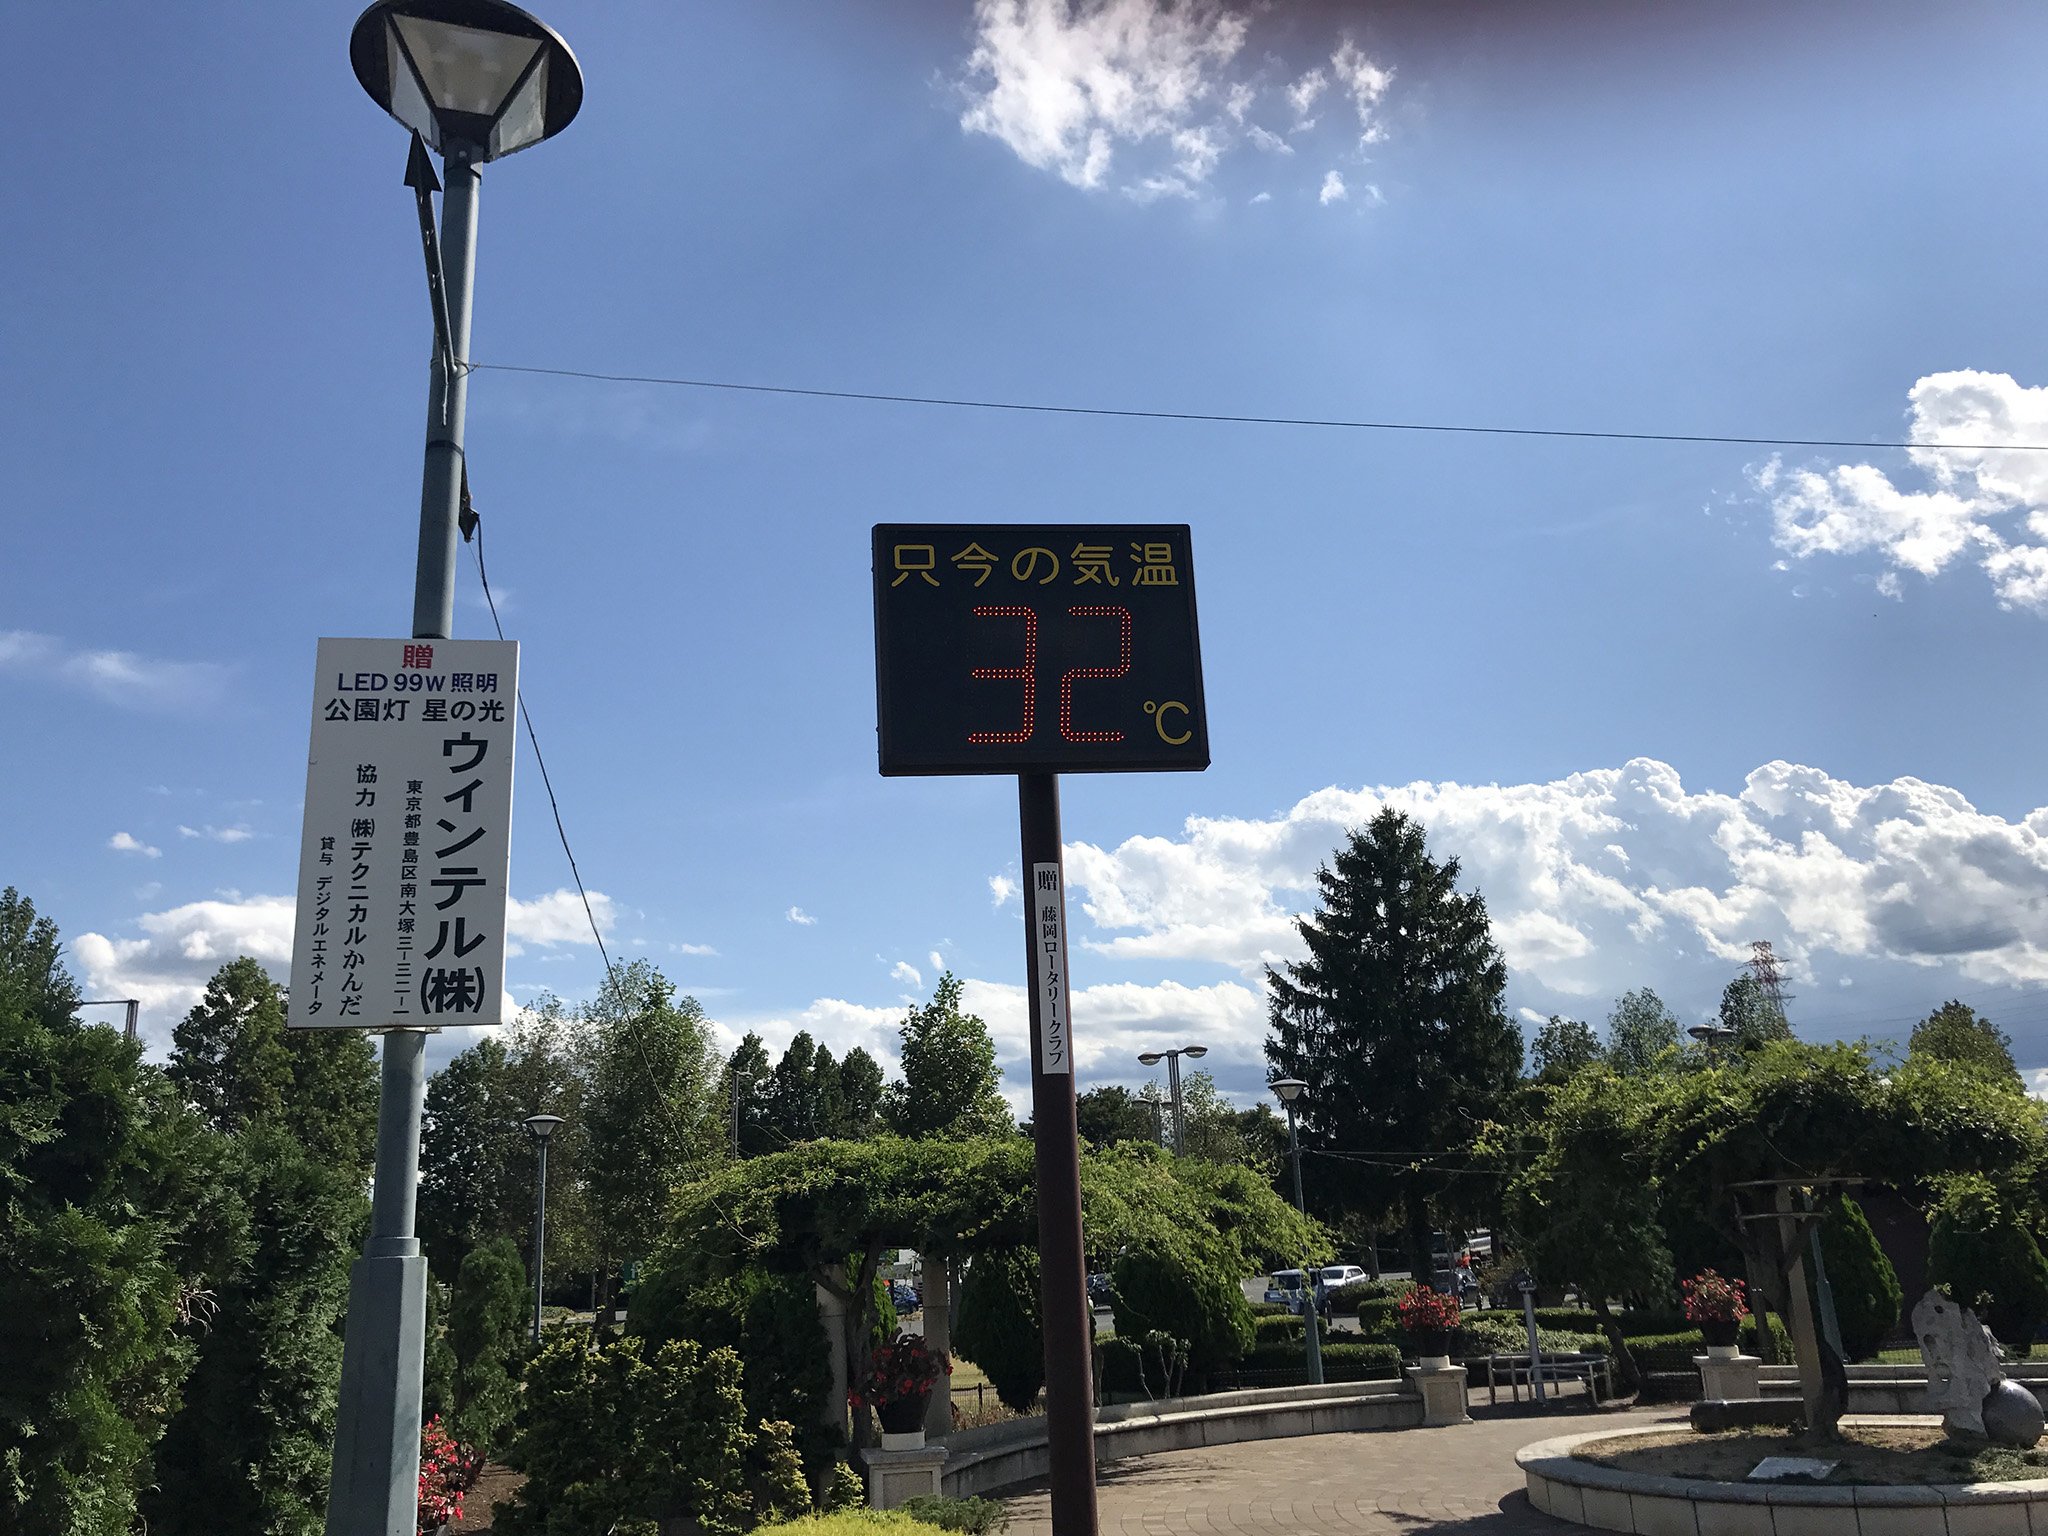 贈
LED 99W 照明
公園灯 星の光
ウィンテル(株)
東京都豊島区南大塚三-三二-一
協力 ㈱テクニカルかんだ
貸与 デジタルエネメータ
只今の気温
32
℃
贈 藤岡ロータリークラブ